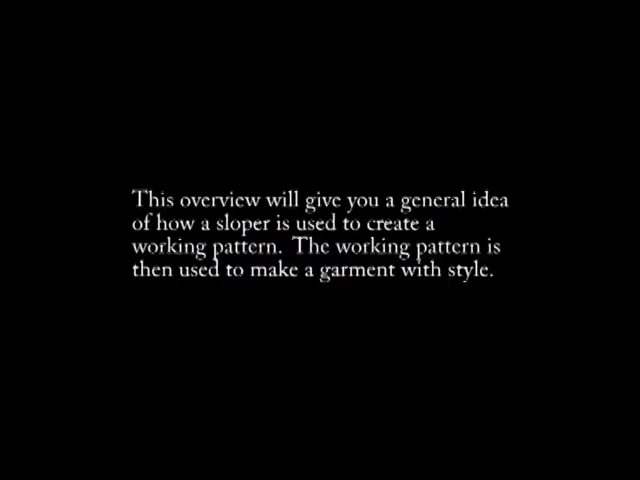 This overview will give you a general idea
of how a sloper is used to create a
working pattern.  The working pattern is
then used to make a garment with style.